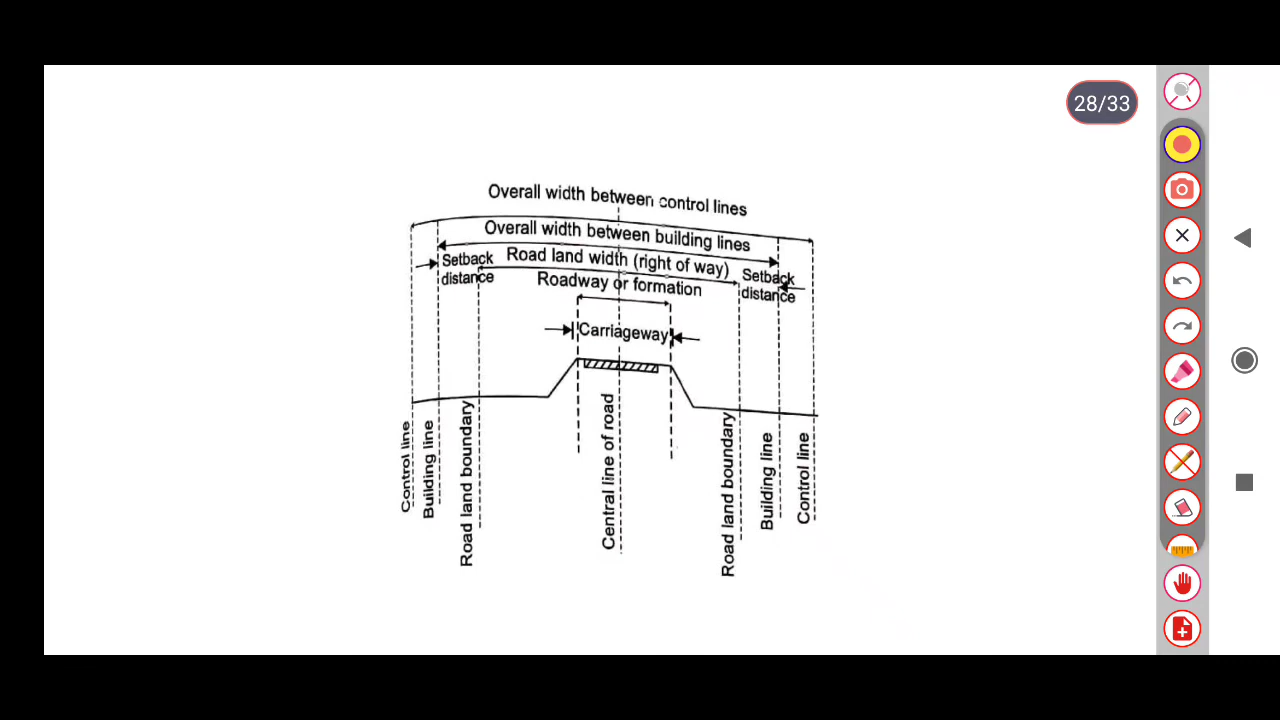 28/33
Overall width between control lines
Overall width between building lines
Road land width (right of way)
Setback
distance
Setback
distance
Roadway or formation
Carriageway
Control line
Building line
Road land boundary
Central line of road
Road land boundary
Building line
Control line